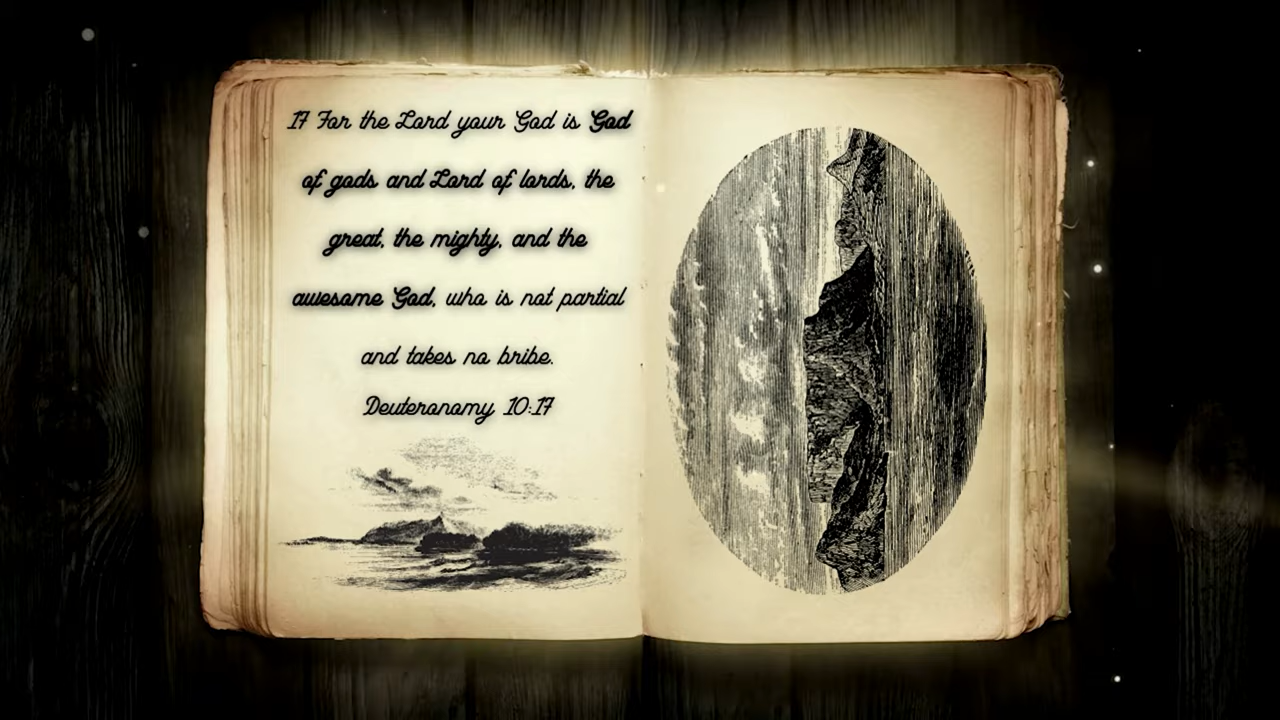 17 For the Lord your God is God
of gods and Lord of lords, the
great, the mighty, and the
awesome God, who is not partial
and takes no bribe.
Deuteronomy 10:17